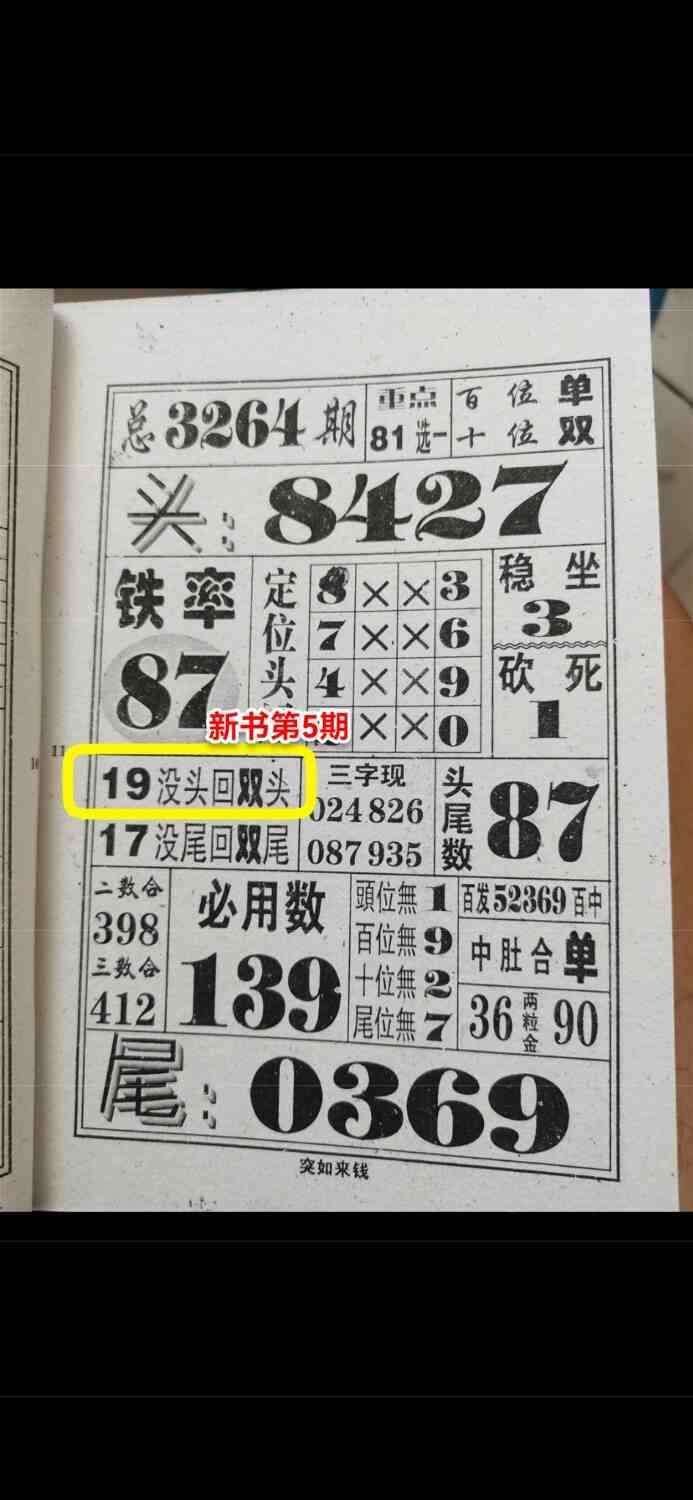 总3264期
重点
81选一
百位单
十位双
头:8427
铁率
87
定位头
8××3
7××6
4××9
××0
稳坐
3
砍死
1
新书第5期
11
10
19没头回双头
17没尾回双尾
三字现
024 826
087 935
头尾数
87
二数合
398
三数合
412
必用数
139
頭位無1
百位無9
十位無2
尾位無7
百发52369百中
中肚合单
36两粒金90
尾:0369
突如来钱